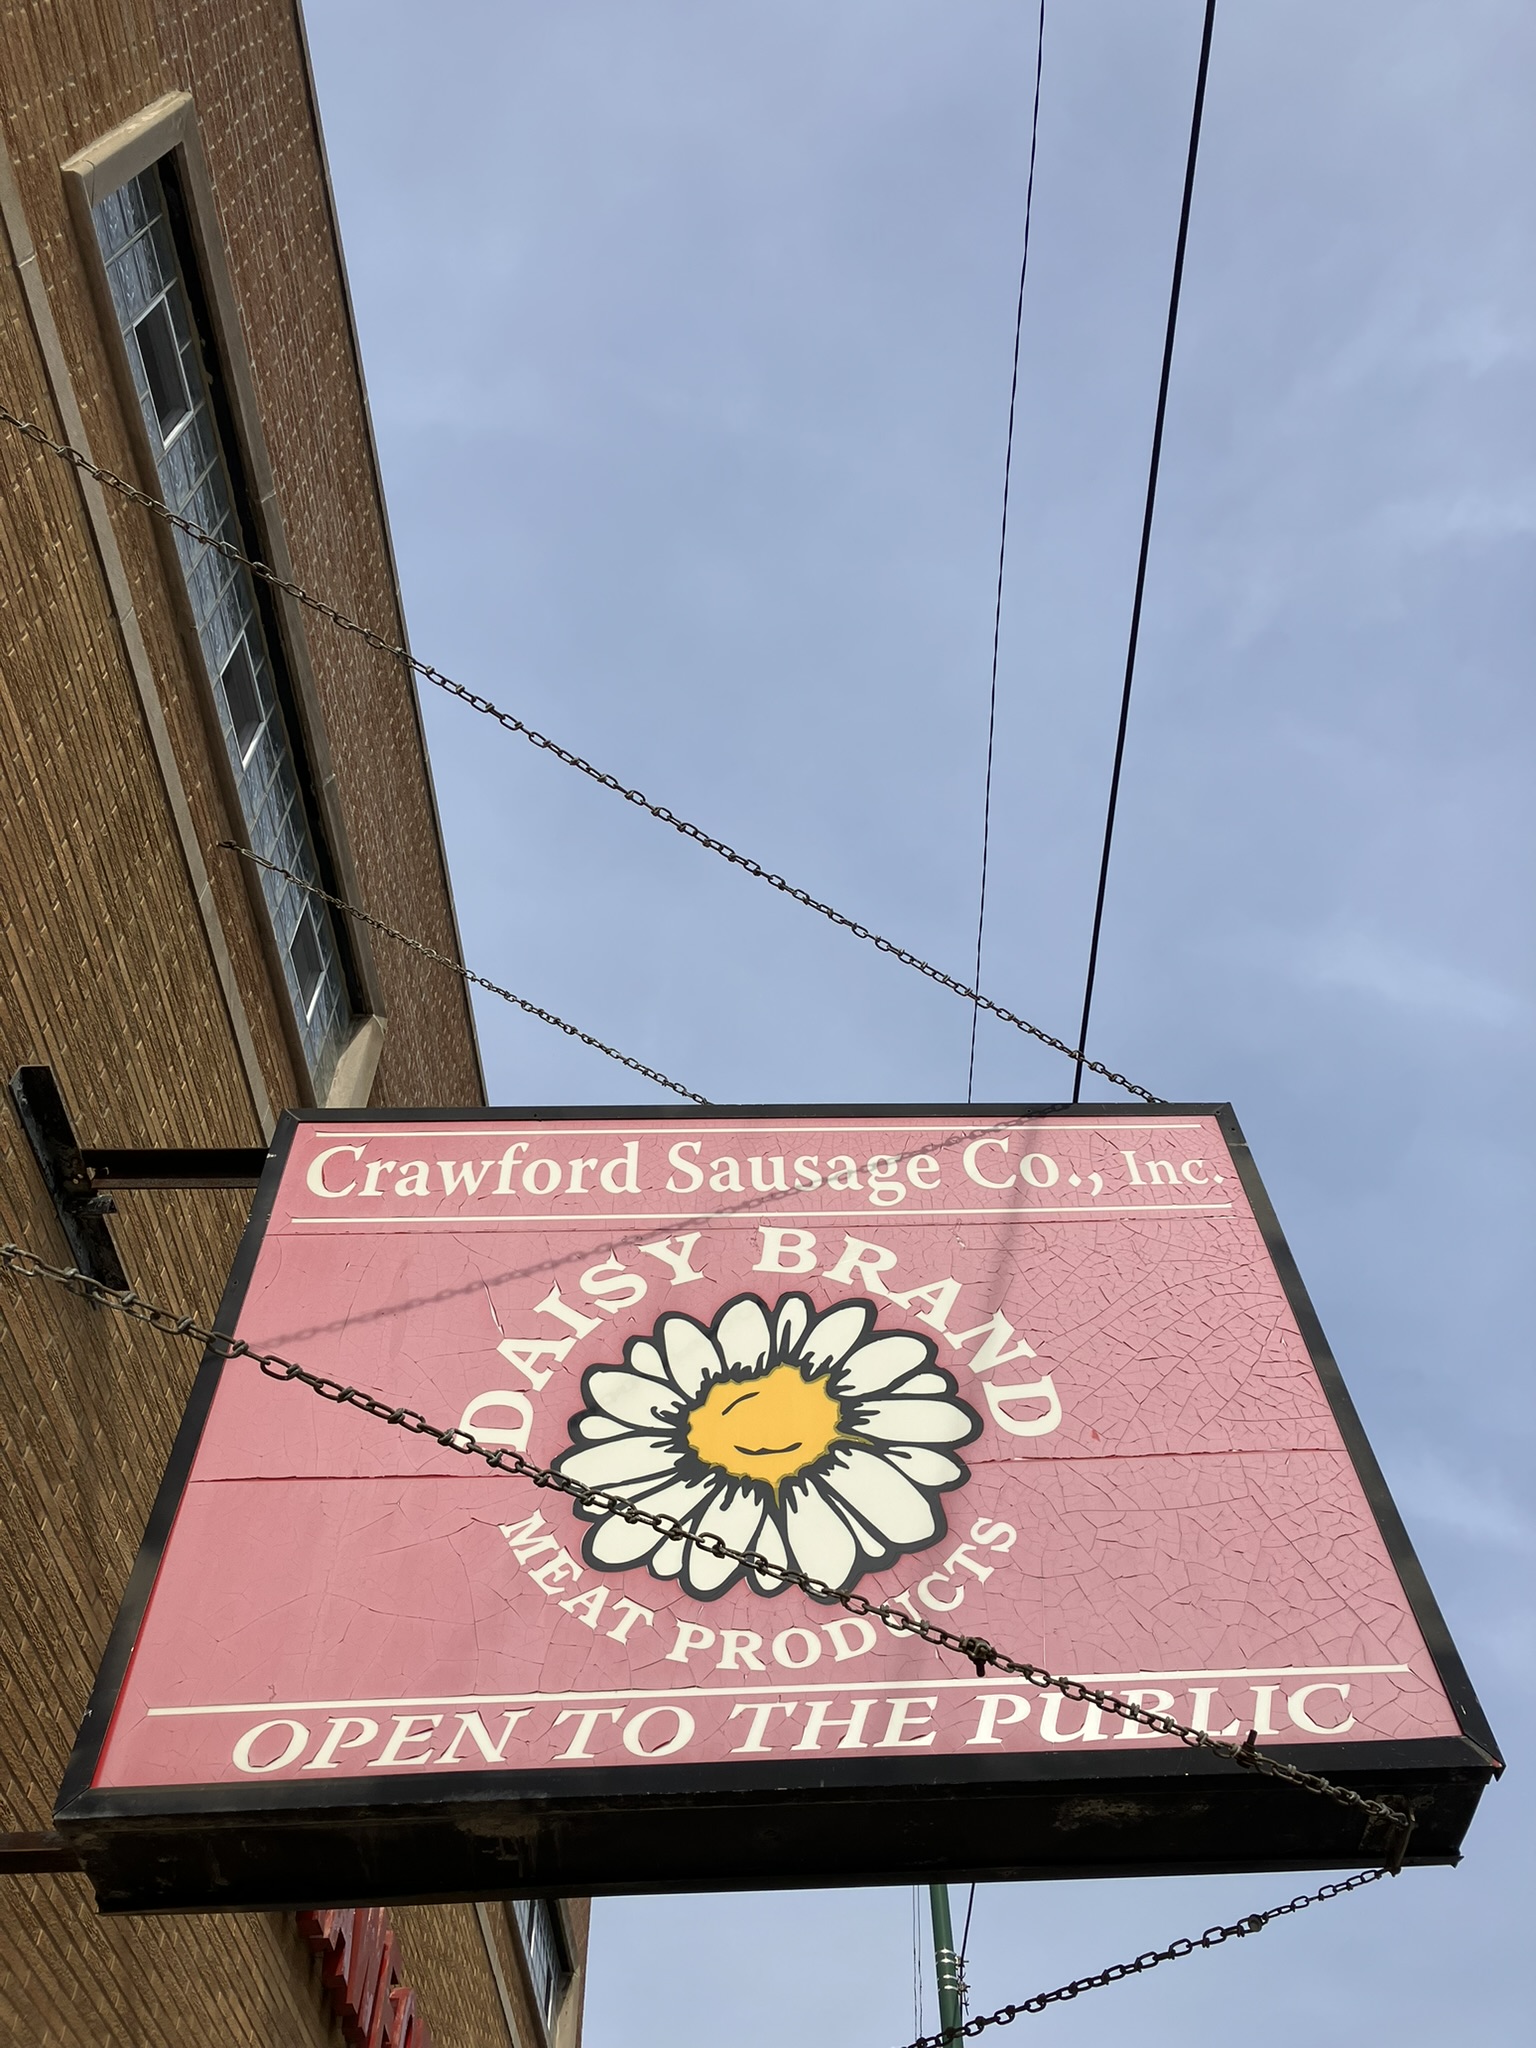 Crawford Sausage Co., Inc.
DAISY BRAND
MEAT PRODUCTS
OPEN TO THE PUBLIC